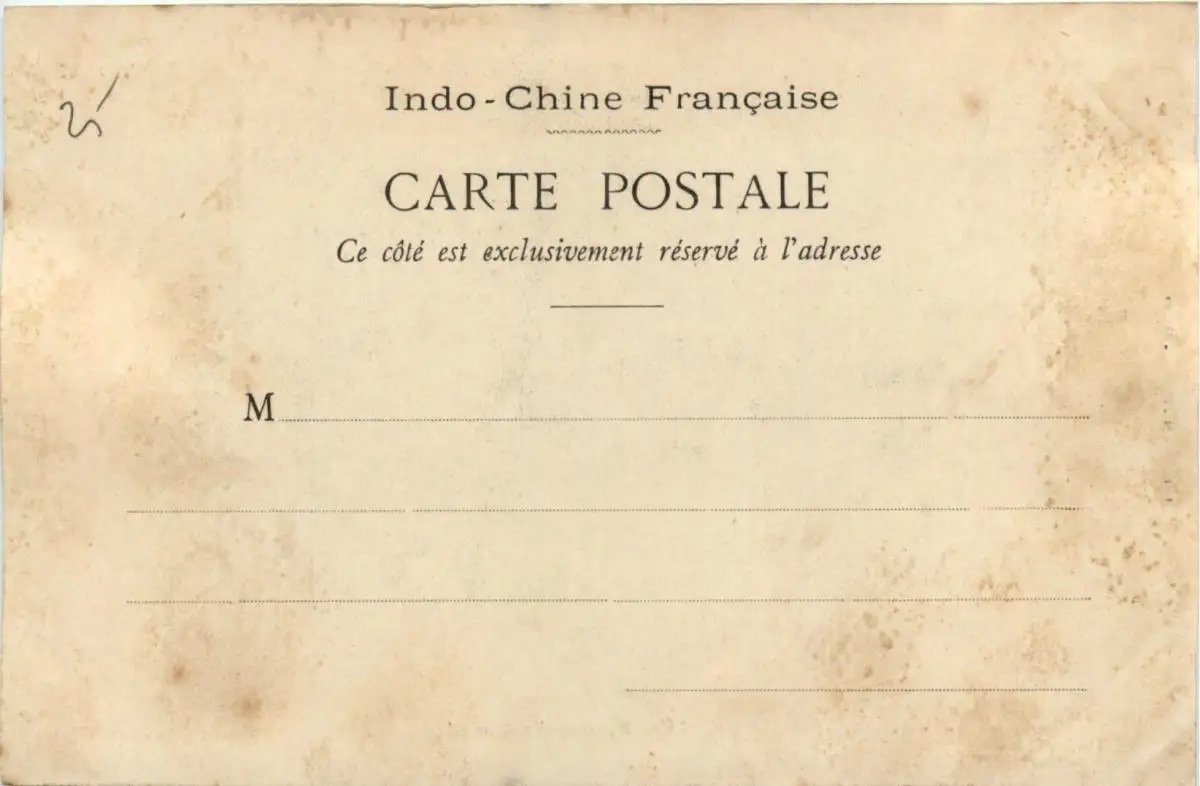 25
Indo-Chine Française
CARTE POSTALE
Ce côté est exclusivement réservé à l'adresse
M